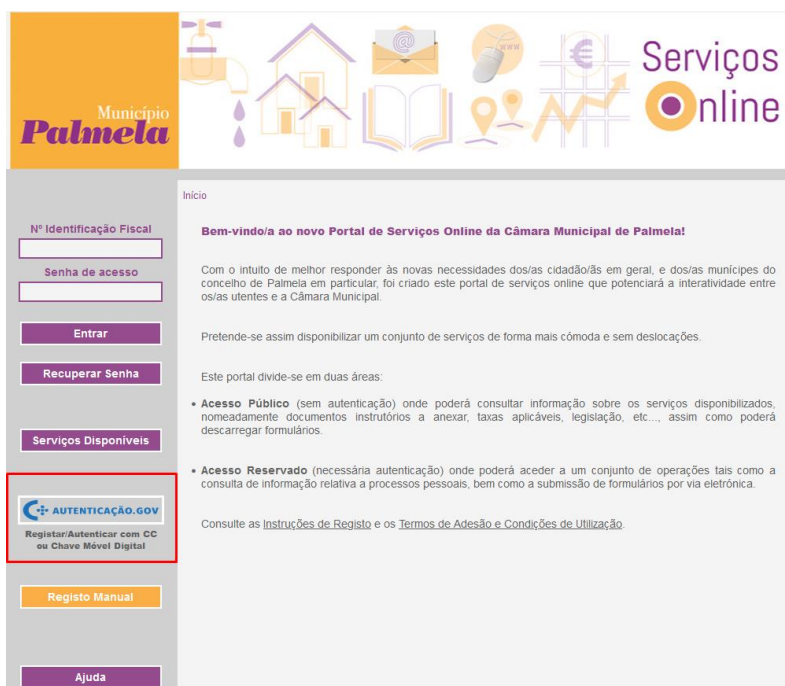 Município
Palmela
@
www
€
Serviços
Online
Início
Nº Identificação Fiscal
Senha de acesso
Entrar
Recuperar Senha
Serviços Disponíveis
AUTENTICAÇÃO.GOV
Registar/Autenticar com CC
ou Chave Móvel Digital
Registo Manual
Ajuda
Bem-vindo/a ao novo Portal de Serviços Online da Câmara Municipal de Palmela!
Com o intuito de melhor responder às novas necessidades dos/as cidadão/ãs em geral, e dos/as munícipes do
concelho de Palmela em particular, foi criado este portal de serviços online que potenciará a interatividade entre
os/as utentes e a Câmara Municipal.
Pretende-se assim disponibilizar um conjunto de serviços de forma mais cómoda e sem deslocações.
Este portal divide-se em duas áreas:
• Acesso Público (sem autenticação) onde poderá consultar informação sobre os serviços disponibilizados,
nomeadamente documentos instrutórios a anexar, taxas aplicáveis, legislação, etc..., assim como poderá
descarregar formulários.
• Acesso Reservado (necessária autenticação) onde poderá aceder a um conjunto de operações tais como a
consulta de informação relativa a processos pessoais, bem como a submissão de formulários por via eletrónica.
Consulte as Instruções de Registo e os Termos de Adesão e Condições de Utilização.